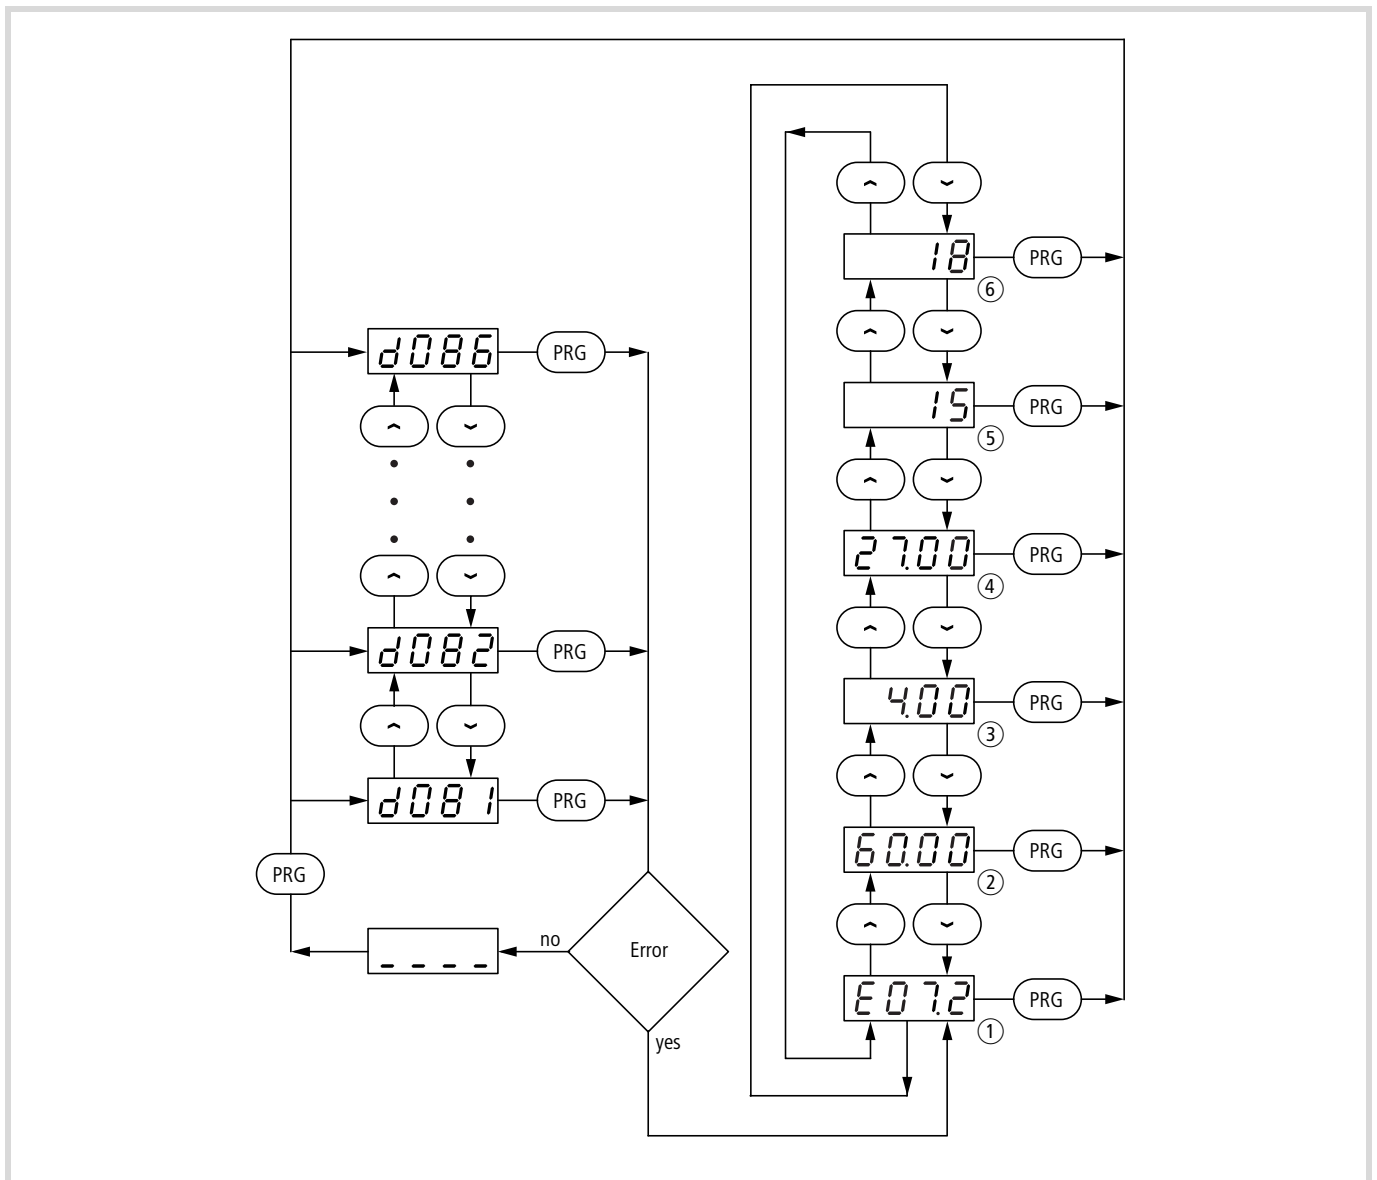 18
PRG
6
d086
PRG
15
PRG
5
27.00
PRG
4
d082
PRG
4.00
PRG
3
d081
PRG
60.00
PRG
2
PRG
no
Error
_ _ _ _
E07.2
PRG
1
yes